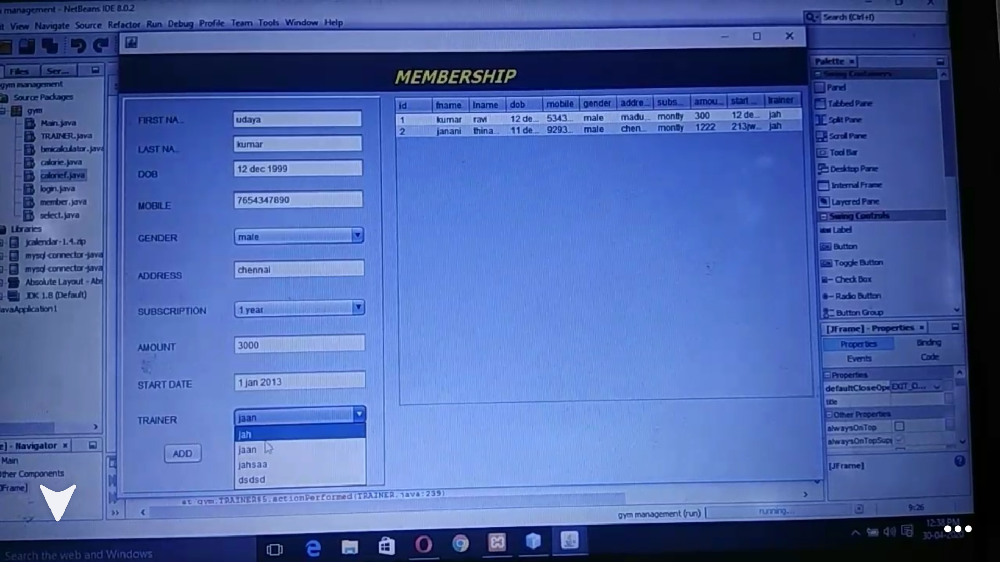 management - NetBeans IDE 8.0.2
View Navigate Source Refactor Run Debug Profile Team Tools Window Help
Search (Ctrl+I)
Files Ser...
gym management
Source Packages
gym
Main.java
TRAINER.java
bmicalculator.java
calorie.java
calorief.java
login.java
member.java
select.java
Libraries
jcalendar-1.4.zip
mysql-connector-java
mysql-connector-java
Absolute Layout - Abs
JDK 1.8 (Default)
avaApplication1
e] - Navigator
Main
ther Components
Frame]
MEMBERSHIP
FIRST NA... udaya
LAST NA... kumar
DOB 12 dec 1999
MOBILE 7654347890
GENDER male
ADDRESS chennai
SUBSCRIPTION 1 year
AMOUNT 3000
START DATE 1 jan 2013
TRAINER jaan
jah
jaan
jahsaa
dsdsd
ADD
id fname lname dob mobile gender addre... subs... amou... start... trainer
1 kumar ravi 12 de... 5343... male madu... montly 300 12 de... jah
2 janani thina... 11 de... 9293... male chen... montly 1222 213jw... jah
at gym.TRAINER$5.actionPerformed(TRAINER.java:239)
gym management (run) running...
9:26
Palette
Swing Containers
Panel
Tabbed Pane
Split Pane
Scroll Pane
Tool Bar
Desktop Pane
Internal Frame
Layered Pane
Swing Controls
Label
Button
Toggle Button
Check Box
Radio Button
Button Group
[JFrame] - Properties
Properties Binding
Events Code
Properties
defaultCloseOpe EXIT_O...
title
Other Properties
alwaysOnTop
alwaysOnTopSupp
[JFrame]
Search the web and Windows
12:38 PM